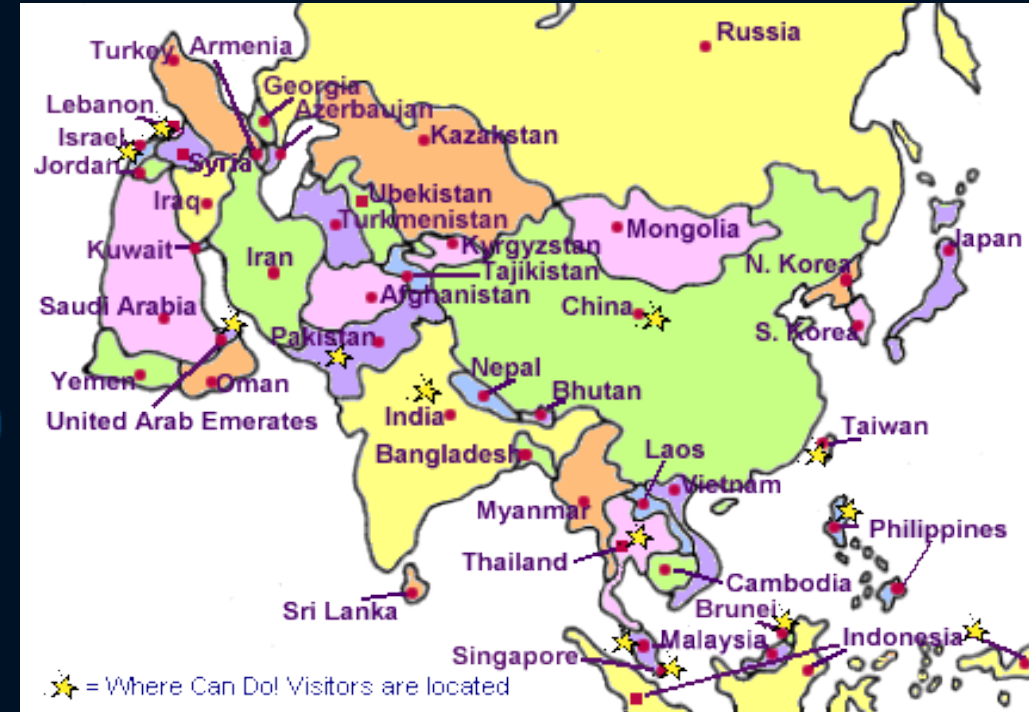 Russia
Turkey
Armenia
Georgia
Lebanon
Azerbaujan
Israel
Kazakstan
Jordan
Syria
Iraq
Ubekistan
Turkmenistan
Mongolia
Japan
Kuwait
Iran
Kyrgyzstan
N. Korea
Tajikistan
Afghanistan
Saudi Arabia
China
Pakistan
S. Korea
Yemen
Oman
Nepal
Bhutan
United Arab Emerates
India
Taiwan
Bangladesh
Laos
Vietnam
Myanmar
Philippines
Thailand
Cambodia
Sri Lanka
Brunei
Malaysia
Indonesia
Singapore
= Where Can Do! Visitors are located